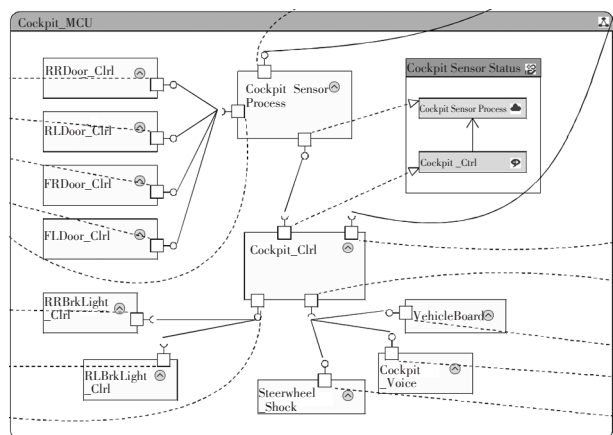 Cockpit_MCU
RRDoor_Clrl
RLDoor_Clrl
FRDoor_Clrl
FLDoor_Clrl
Cockpit Sensor
Process
Cockpit Sensor Status
Cockpit Sensor Process
Cockpit _Ctrl
Cockpit_Clrl
RRBrkLight
_Clrl
RLBrkLight
_Clrl
Steerwheel
_Shock
VehicleBoard
Cockpit
_Voice